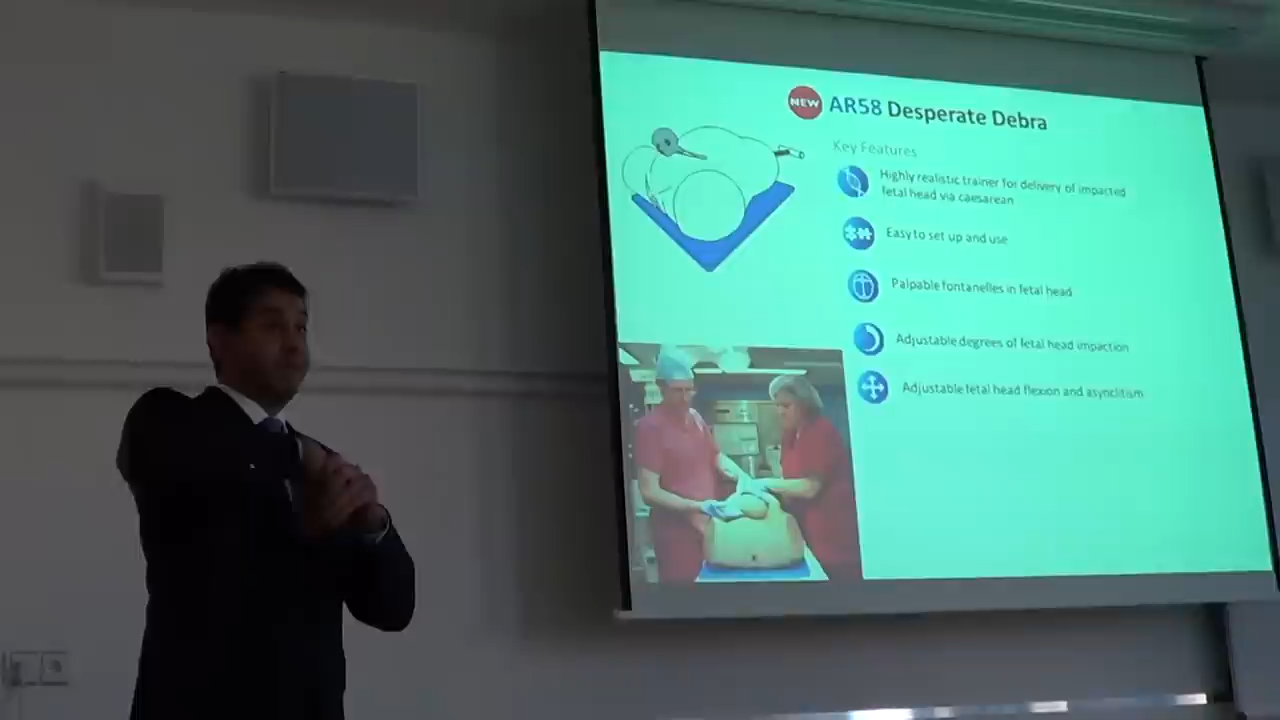 NEW AR58 Desperate Debra
Key Features
Highly realistic trainer for delivery of impacted
fetal head via caesarean
Easy to set up and use
Palpable fontanelles in fetal head
Adjustable degrees of fetal head impaction
Adjustable fetal head flexion and asynclitism